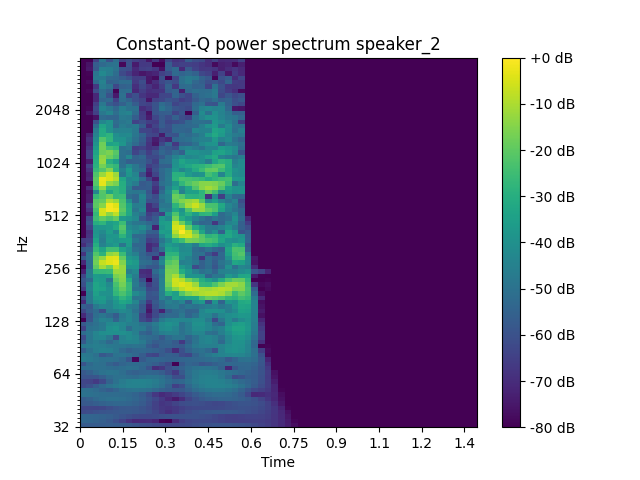 Constant-Q power spectrum speaker_2
Hz
2048
1024
512
256
128
64
32
0 0.15 0.3 0.45 0.6 0.75 0.9 1.1 1.2 1.4
Time
+0 dB
-10 dB
-20 dB
-30 dB
-40 dB
-50 dB
-60 dB
-70 dB
-80 dB